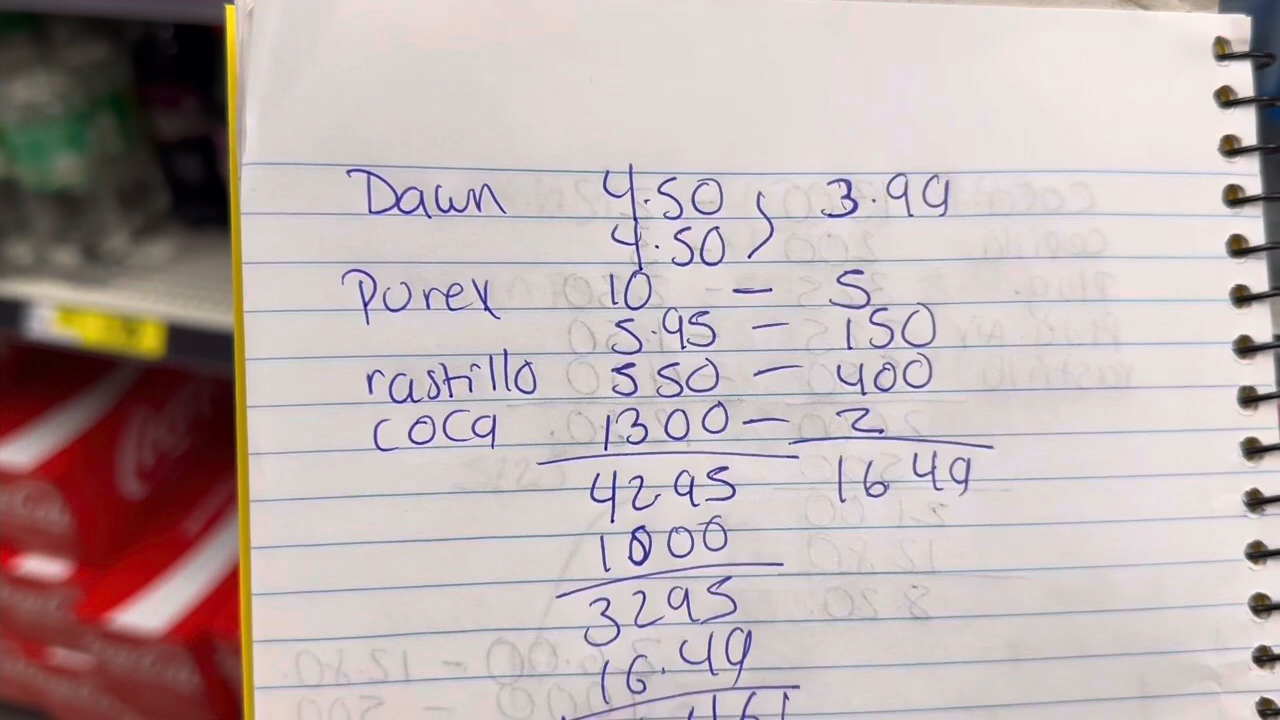 Dawn 4.50 ) 3.99
4.50
Purex 10 - 5
5.95 - 150
rastillo 550 - 400
coca 1300 - 2
4295 1649
1000
3295
16.49